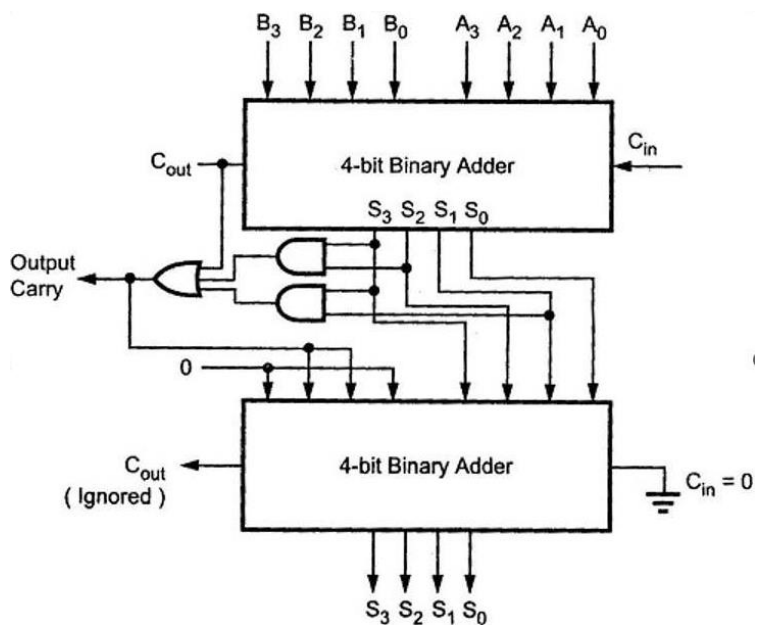 B3 B2 B1 B0 A3 A2 A1 A0
Cout 4-bit Binary Adder Cin
S3 S2 S1 S0
Output
Carry
0
Cout 4-bit Binary Adder Cin = 0
( Ignored )
S3 S2 S1 S0